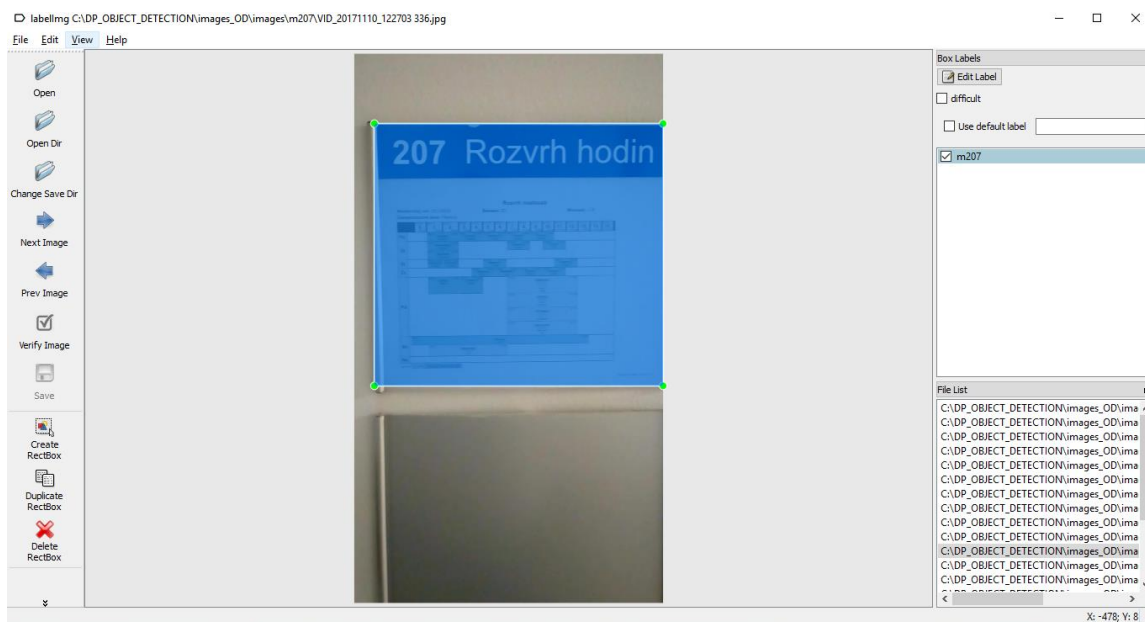 labelImg C:\DP_OBJECT_DETECTION\images_OD\images\m207\VID_20171110_122703 336.jpg
File Edit View Help
Open
Open Dir
Change Save Dir
Next Image
Prev Image
Verify Image
Save
Create
RectBox
Duplicate
RectBox
Delete
RectBox
207 Rozvrh hodin
Box Labels
Edit Label
difficult
Use default label
m207
File List
C:\DP_OBJECT_DETECTION\images_OD\ima
C:\DP_OBJECT_DETECTION\images_OD\ima
C:\DP_OBJECT_DETECTION\images_OD\ima
C:\DP_OBJECT_DETECTION\images_OD\ima
C:\DP_OBJECT_DETECTION\images_OD\ima
C:\DP_OBJECT_DETECTION\images_OD\ima
C:\DP_OBJECT_DETECTION\images_OD\ima
C:\DP_OBJECT_DETECTION\images_OD\ima
C:\DP_OBJECT_DETECTION\images_OD\ima
C:\DP_OBJECT_DETECTION\images_OD\ima
C:\DP_OBJECT_DETECTION\images_OD\ima
C:\DP_OBJECT_DETECTION\images_OD\ima
C:\DP_OBJECT_DETECTION\images_OD\ima
X: -478; Y: 8